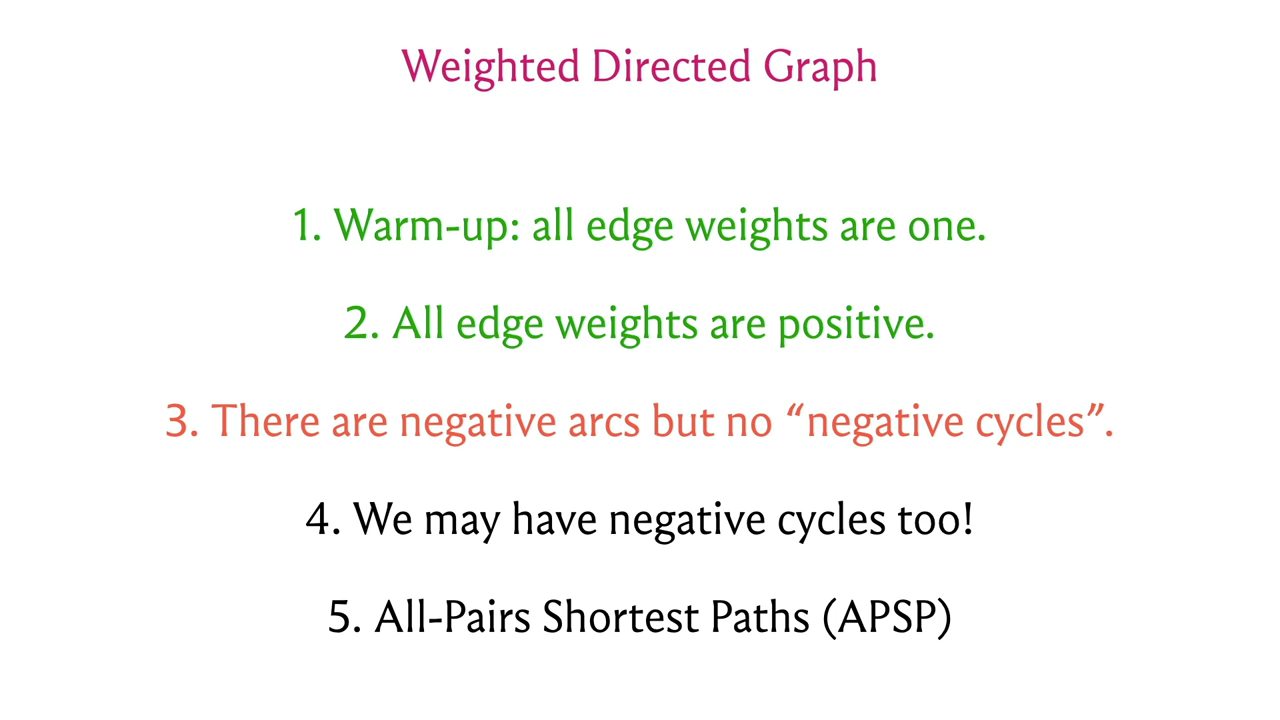 Weighted Directed Graph
1. Warm-up: all edge weights are one.
2. All edge weights are positive.
3. There are negative arcs but no “negative cycles”.
4. We may have negative cycles too!
5. All-Pairs Shortest Paths (APSP)